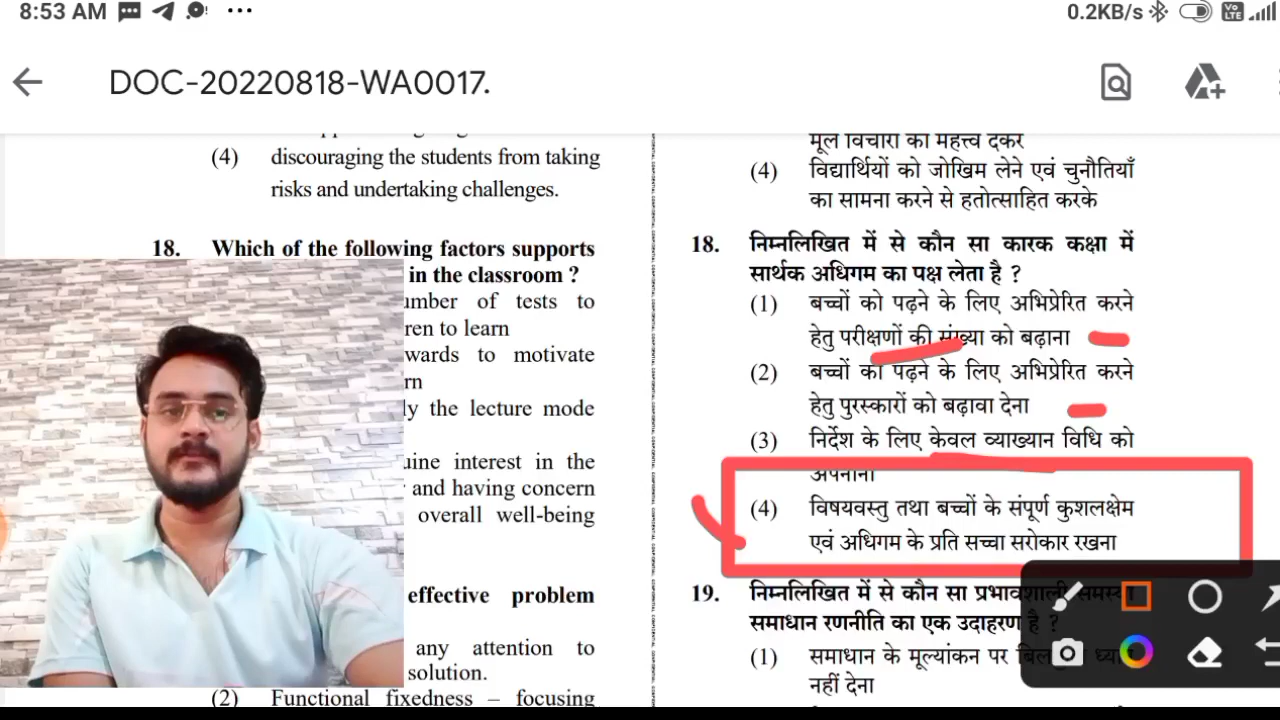 8:53 AM
0.2KB/s
DOC-20220818-WA0017.
(4) discouraging the students from taking
risks and undertaking challenges.
18. Which of the following factors supports
in the classroom ?
umber of tests to
ren to learn
wards to motivate
rn
ly the lecture mode
uine interest in the
and having concern
overall well-being
effective problem
any attention to
solution.
(2) Functional fixedness – focusing
मूल विचारों को महत्त्व देकर
(4) विद्यार्थियों को जोखिम लेने एवं चुनौतियाँ
का सामना करने से हतोत्साहित करके
18. निम्नलिखित में से कौन सा कारक कक्षा में
सार्थक अधिगम का पक्ष लेता है ?
(1) बच्चों को पढ़ने के लिए अभिप्रेरित करने
हेतु परीक्षणों की संख्या को बढ़ाना
(2) बच्चों को पढ़ने के लिए अभिप्रेरित करने
हेतु पुरस्कारों को बढ़ावा देना
(3) निर्देश के लिए केवल व्याख्यान विधि को
अपनाना
(4) विषयवस्तु तथा बच्चों के संपूर्ण कुशलक्षेम
एवं अधिगम के प्रति सच्चा सरोकार रखना
19. निम्नलिखित में से कौन सा प्रभावशाली समस्या
समाधान रणनीति का एक उदाहरण है ?
(1) समाधान के मूल्यांकन पर
नहीं देना